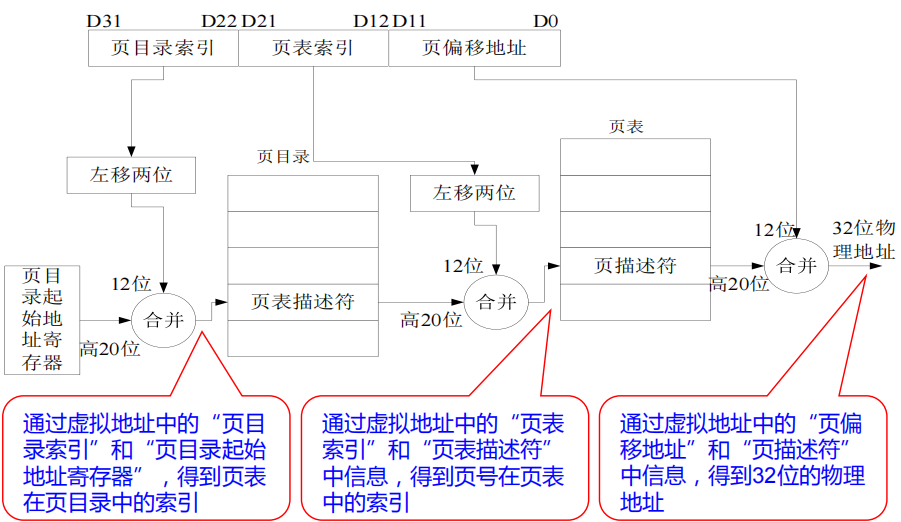 D31 D22 D21 D12 D11 D0
页目录索引 页表索引 页偏移地址
页表
页目录
左移两位
左移两位
12位
32位物
理地址
页目
录起
始地
址寄
存器
12位
12位
合并
页描述符
合并
高20位
合并
页表描述符
合并
高20位
高20位
通过虚拟地址中的“页目
录索引”和“页目录起始
地址寄存器”，得到页表
在页目录中的索引
通过虚拟地址中的“页表
索引”和“页表描述符”
中信息，得到页号在页表
中的索引
通过虚拟地址中的“页偏
移地址”和“页描述符”
中信息，得到32位的物理
地址